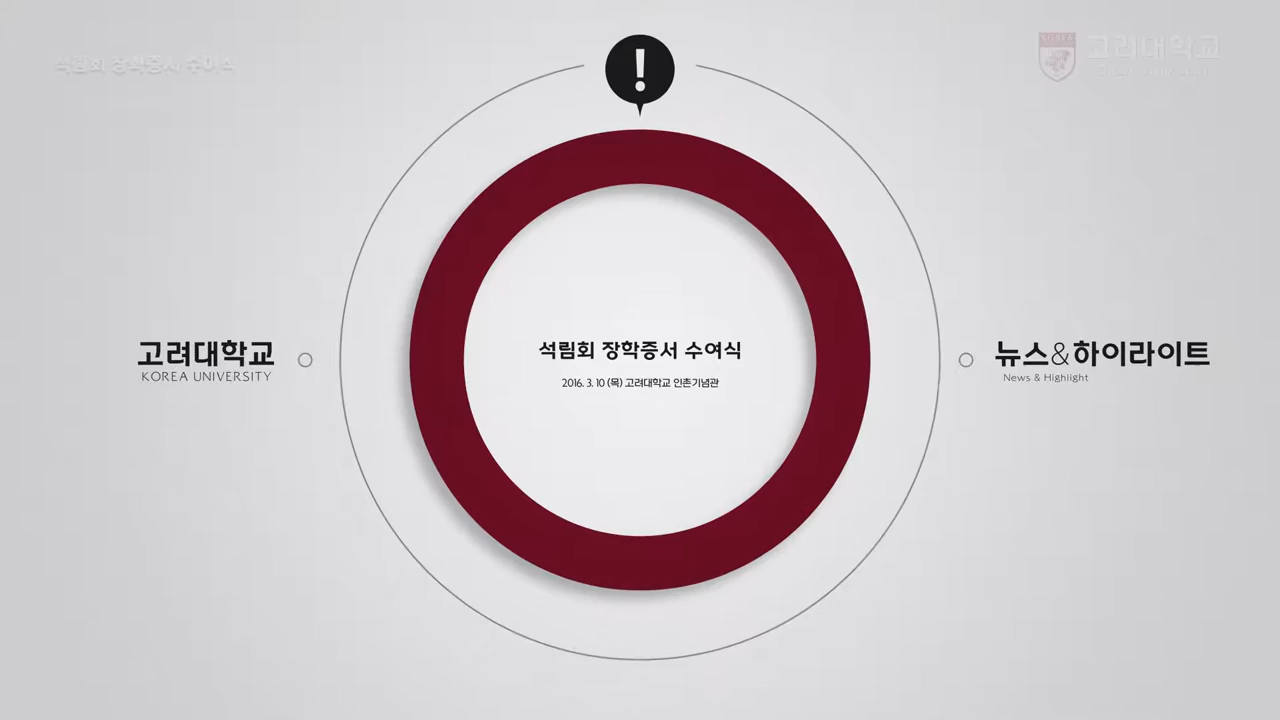 석림회 장학증서 수여식
고려대학교
!
고려대학교
KOREA UNIVERSITY
석림회 장학증서 수여식
2016. 3. 10 (목) 고려대학교 인촌기념관
뉴스&하이라이트
News & Highlight